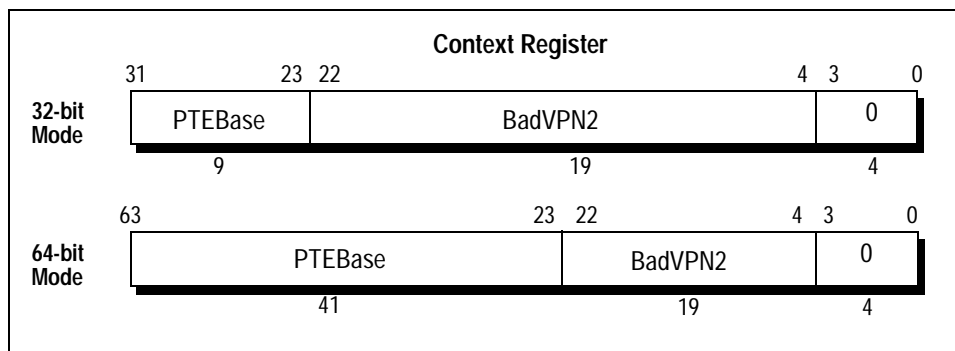 Context Register
31 23 22 4 3 0
32-bit
Mode
PTEBase BadVPN2 0
9 19 4
63 23 22 4 3 0
64-bit
Mode
PTEBase BadVPN2 0
41 19 4